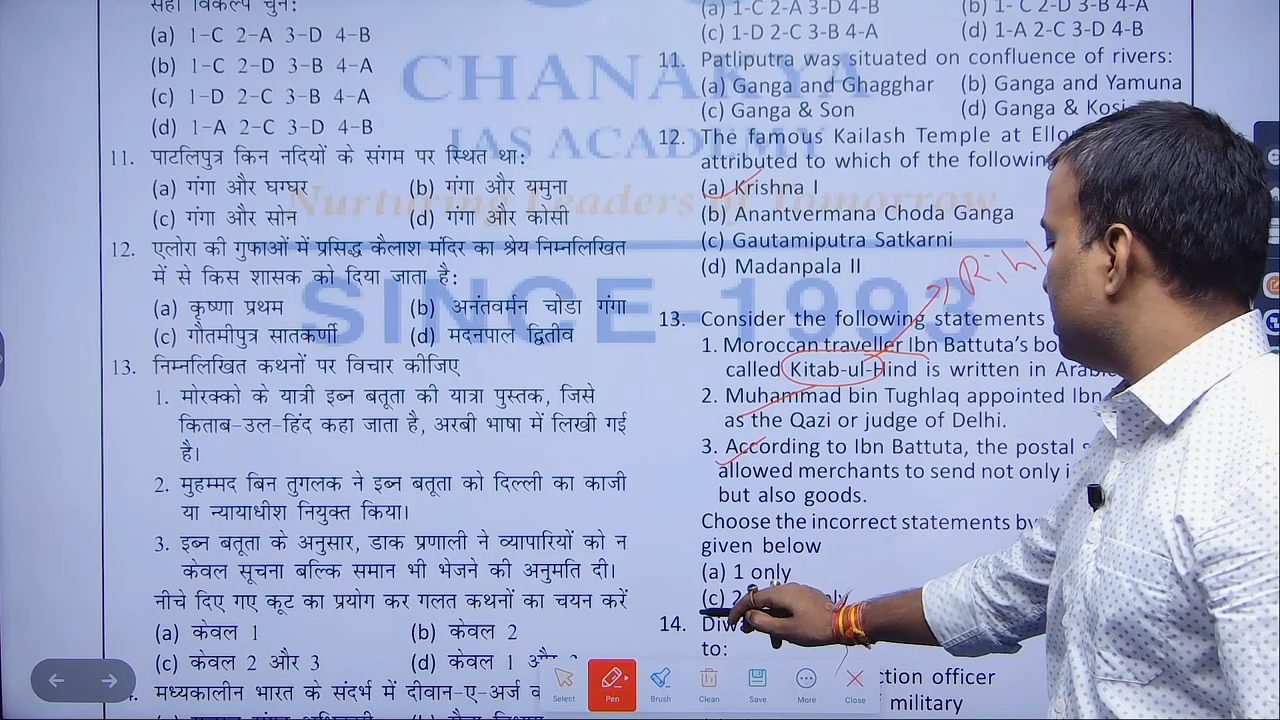 सही विकल्प चुनें:
(a) 1-C 2-A 3-D 4-B
(b) 1-C 2-D 3-B 4-A
(c) 1-D 2-C 3-B 4-A
(d) 1-A 2-C 3-D 4-B
11. पाटलिपुत्र किन नदियों के संगम पर स्थित था:
(a) गंगा और घग्घर (b) गंगा और यमुना
(c) गंगा और सोन (d) गंगा और कोसी
12. एलोरा की गुफाओं में प्रसिद्ध कैलाश मंदिर का श्रेय निम्नलिखित
में से किस शासक को दिया जाता है:
(a) कृष्णा प्रथम (b) अनंतवर्मन चोडा गंगा
(c) गौतमीपुत्र सातकर्णी (d) मदनपाल द्वितीव
13. निम्नलिखित कथनों पर विचार कीजिए
1. मोरक्को के यात्री इब्न बतूता की यात्रा पुस्तक, जिसे
किताब-उल-हिंद कहा जाता है, अरबी भाषा में लिखी गई
है।
2. मुहम्मद बिन तुगलक ने इब्न बतूता को दिल्ली का काजी
या न्यायाधीश नियुक्त किया।
3. इब्न बतूता के अनुसार, डाक प्रणाली ने व्यापारियों को न
केवल सूचना बल्कि समान भी भेजने की अनुमति दी।
नीचे दिए गए कूट का प्रयोग कर गलत कथनों का चयन करें
(a) केवल 1 (b) केवल 2
(c) केवल 2 और 3 (d) केवल 1 और
मध्यकालीन भारत के संदर्भ में दीवान-ए-अर्ज
(a) 1-C 2-A 3-D 4-B (b) 1-C 2-D 3-B 4-A
(c) 1-D 2-C 3-B 4-A (d) 1-A 2-C 3-D 4-B
11. Patliputra was situated on confluence of rivers:
(a) Ganga and Ghagghar (b) Ganga and Yamuna
(c) Ganga & Son (d) Ganga & Kosi
12. The famous Kailash Temple at
attributed to which of the following
(a) Krishna I
(b) Anantvermana Choda Ganga
(c) Gautamiputra Satkarni
(d) Madanpala II
13. Consider the following statements
1. Moroccan traveller Ibn Battuta's
called Kitab-ul-Hind is written in
2. Muhammad bin Tughlaq appointed Ibn
as the Qazi or judge of Delhi.
3. According to Ibn Battuta, the postal
allowed merchants to send not only
but also goods.
Choose the incorrect statements by
given below
(a) 1 only
(c) 2
14.
to:
officer
military
CHANAKYA
IAS ACADEMY
Nurturing Leaders of Tomorrow
SINCE-1993
Select Pen Brush Clean Save More Close